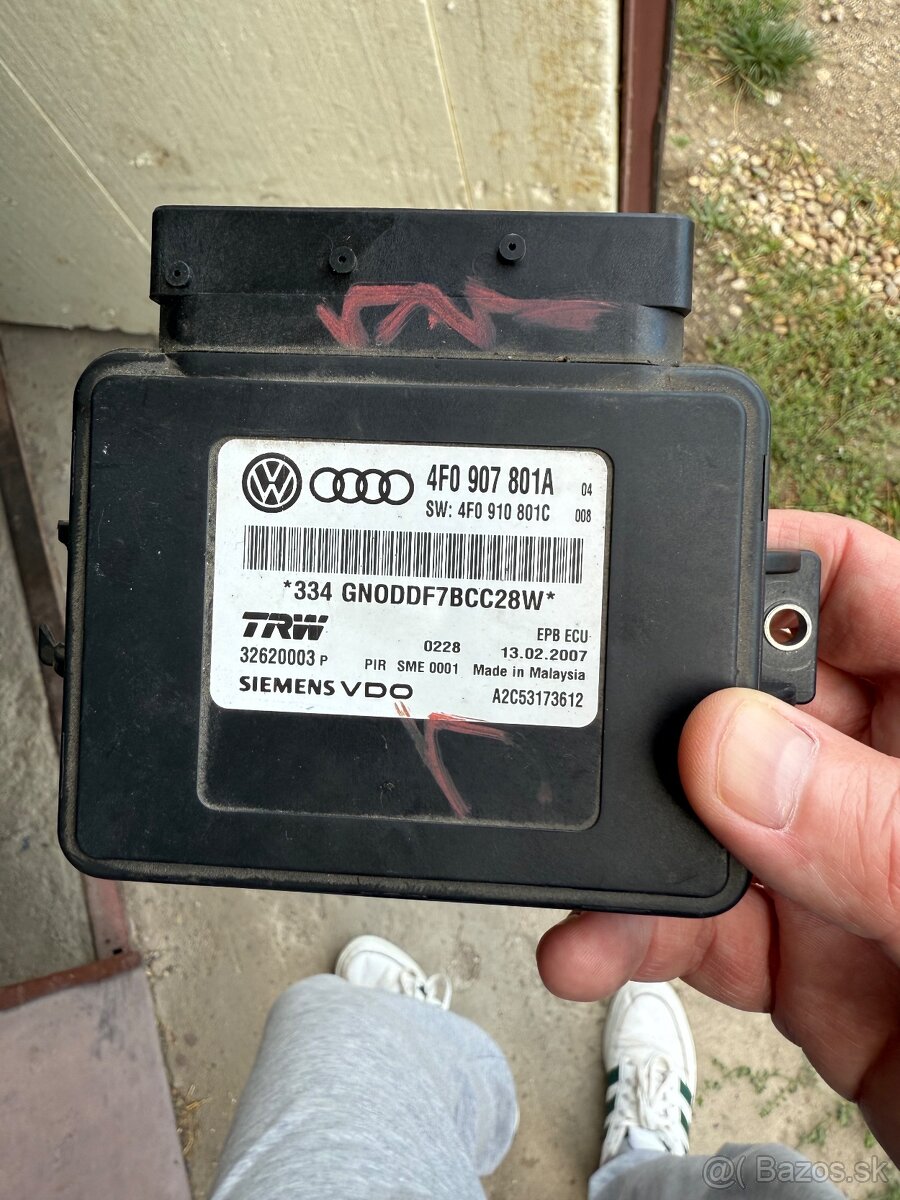 4F0 907 801A 04
SW: 4F0 910 801C 008
*334 GNODDF7BCC28W*
TRW 0228 EPB ECU
32620003 P PIR SME 0001 13.02.2007
Made in Malaysia
SIEMENS VDO A2C53173612
@( Bazos.sk